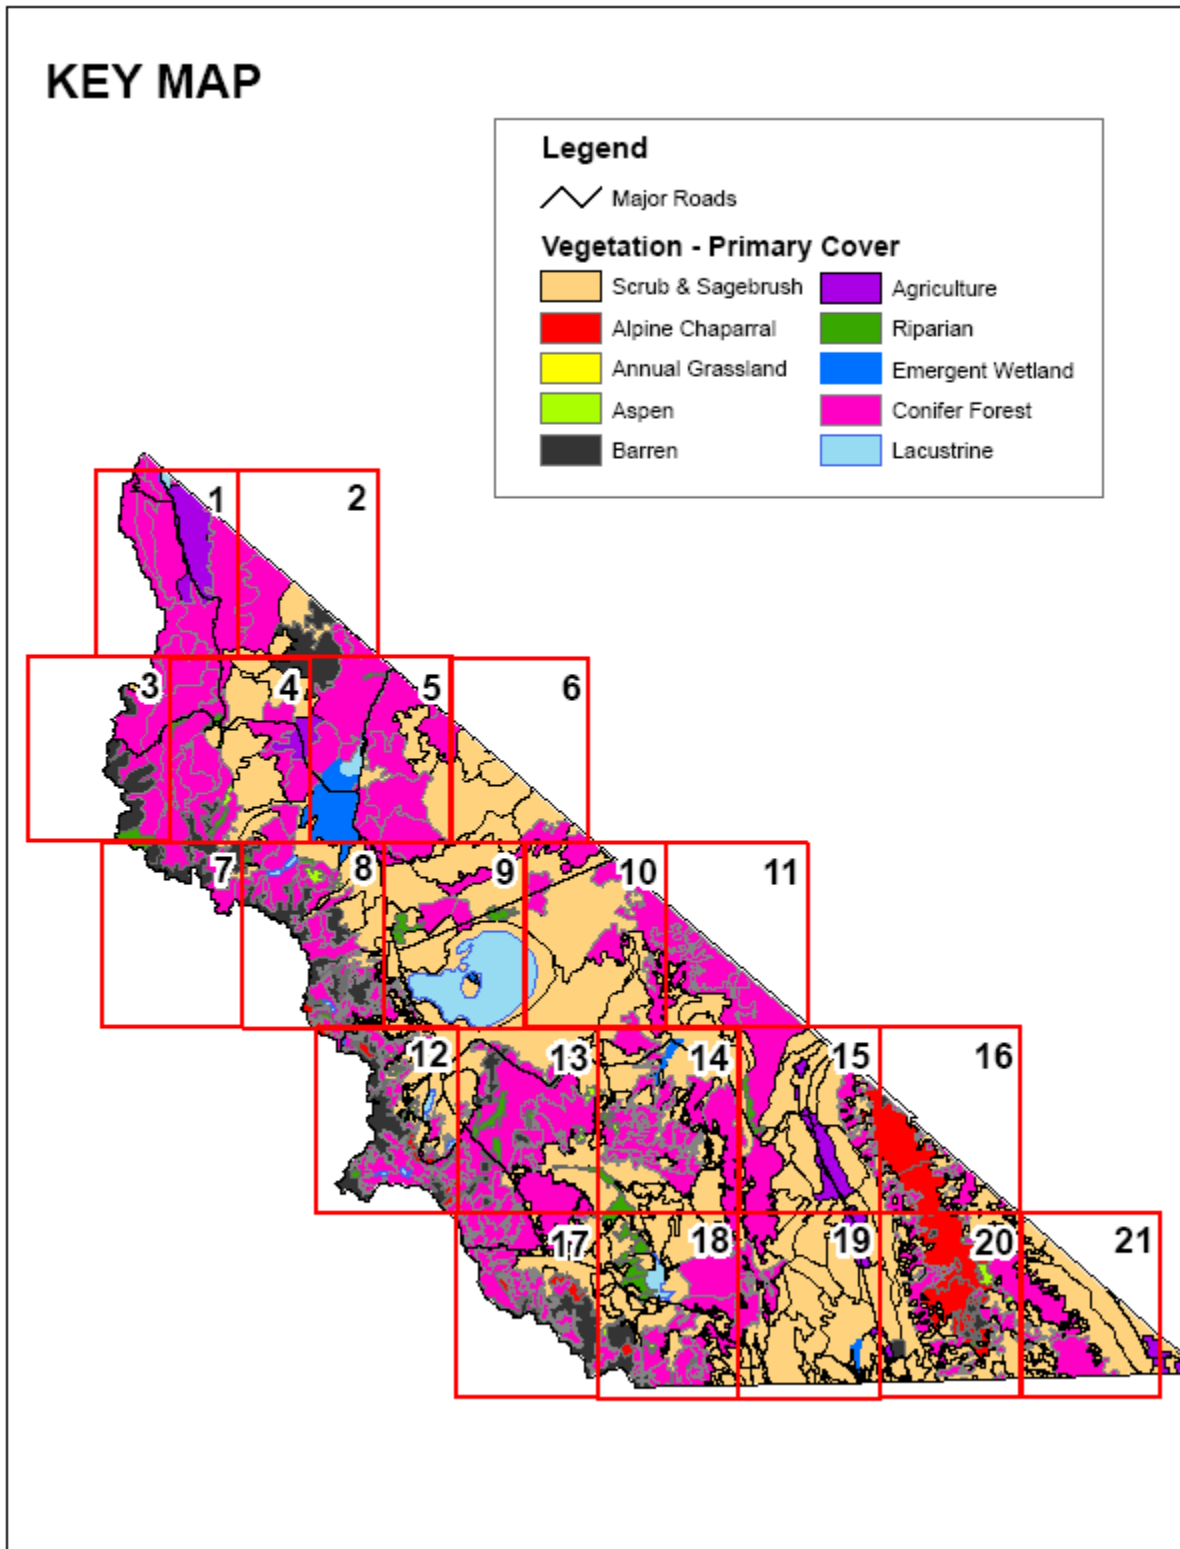 KEY MAP
Legend
Major Roads
Vegetation - Primary Cover
Scrub & Sagebrush
Agriculture
Alpine Chaparral
Riparian
Annual Grassland
Emergent Wetland
Aspen
Conifer Forest
Barren
Lacustrine
1
2
3
4
5
6
7
8
9
10
11
12
13
14
15
16
17
18
19
20
21